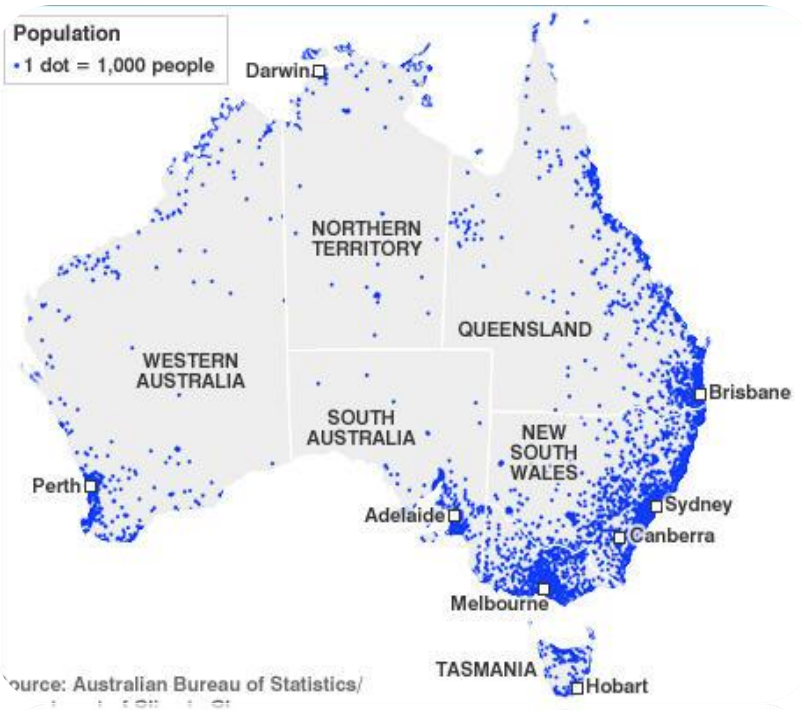 Population
1 dot = 1,000 people
Darwin
NORTHERN
TERRITORY
QUEENSLAND
WESTERN
AUSTRALIA
Brisbane
SOUTH
AUSTRALIA
NEW
SOUTH
WALES
Perth
Adelaide
Sydney
Canberra
Melbourne
TASMANIA
Hobart
ource: Australian Bureau of Statistics/